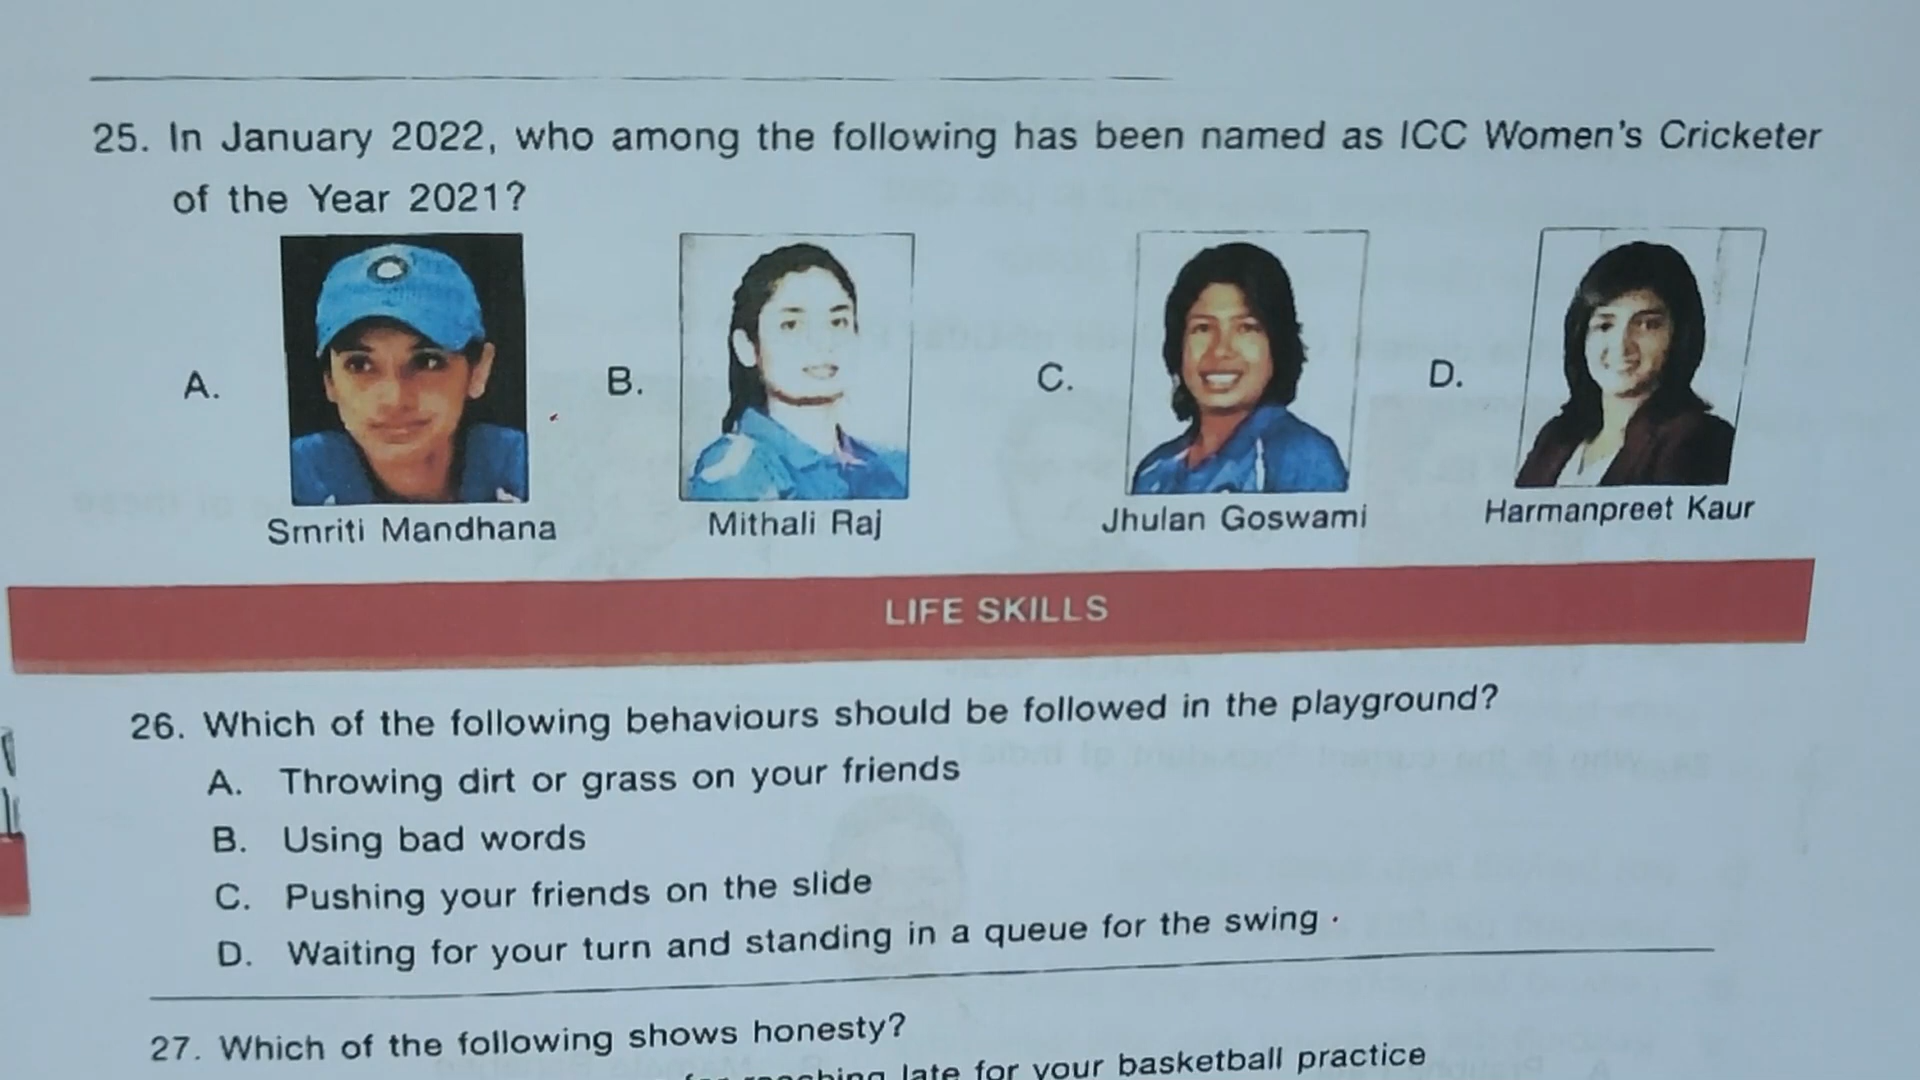 25. In January 2022, who among the following has been named as ICC Women's Cricketer
of the Year 2021?
A.
B.
C.
D.
Smriti Mandhana
Mithali Raj
Jhulan Goswami
Harmanpreet Kaur
LIFE SKILLS
26. Which of the following behaviours should be followed in the playground?
A. Throwing dirt or grass on your friends
B. Using bad words
C. Pushing your friends on the slide
D. Waiting for your turn and standing in a queue for the swing
27. Which of the following shows honesty?
for reaching late for your basketball practice